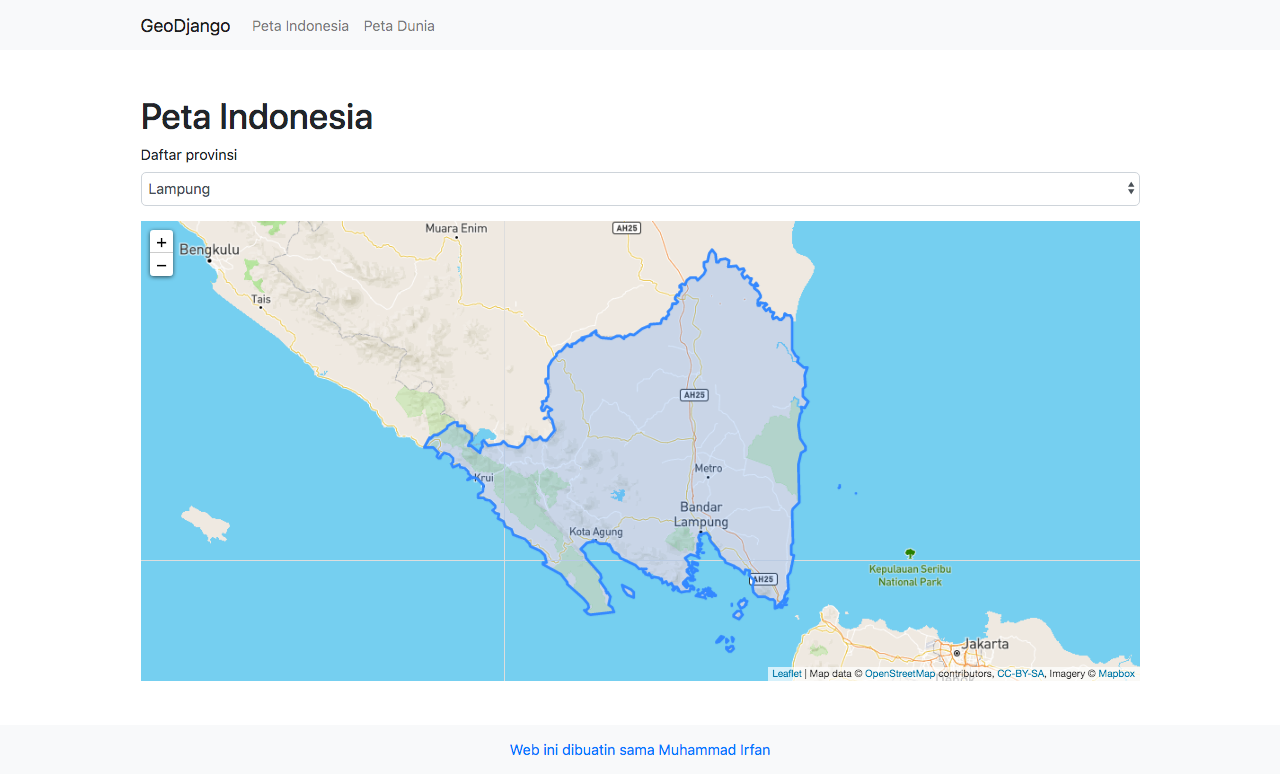 GeoDjango Peta Indonesia Peta Dunia
Peta Indonesia
Daftar provinsi
Lampung
+
−
Bengkulu
Muara Enim
AH25
Tais
AH25
Krui
Metro
Bandar
Lampung
Kota Agung
AH25
Kepulauan Seribu
National Park
Jakarta
Leaflet | Map data © OpenStreetMap contributors, CC-BY-SA, Imagery © Mapbox
Web ini dibuatin sama Muhammad Irfan